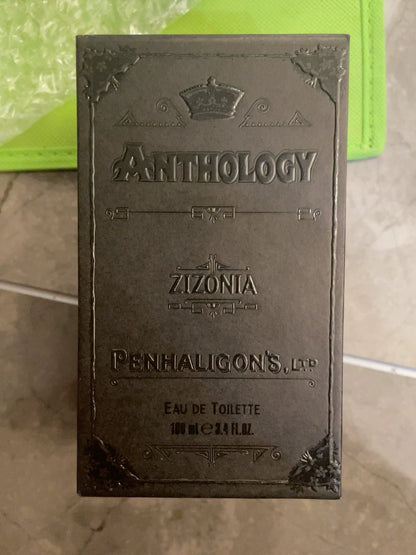 ANTHOLOGY
ZIZONIA
PENHALIGON'S, LTD
EAU DE TOILETTE
100 ml e 3.4 fl.oz.